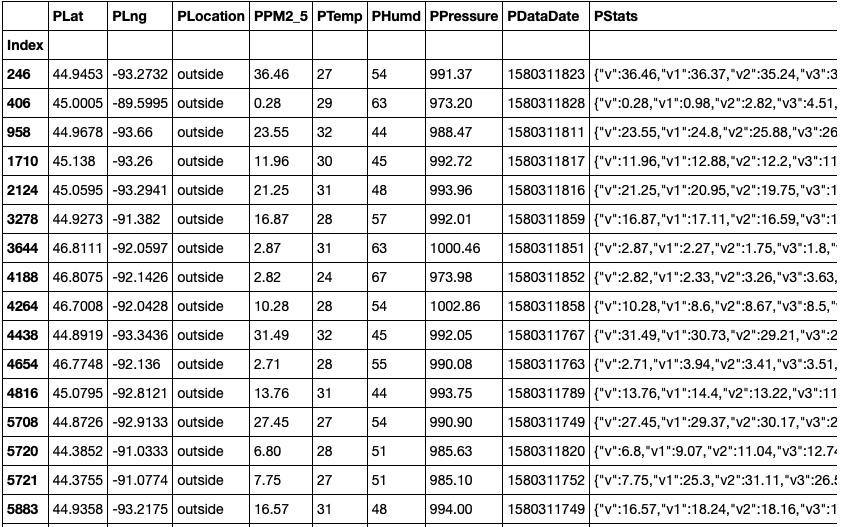 PLat PLng PLocation PPM2_5 PTemp PHumd PPressure PDataDate PStats
Index
246 44.9453 -93.2732 outside 36.46 27 54 991.37 1580311823 {"v":36.46,"v1":36.37,"v2":35.24,"v3":3
406 45.0005 -89.5995 outside 0.28 29 63 973.20 1580311828 {"v":0.28,"v1":0.98,"v2":2.82,"v3":4.51,
958 44.9678 -93.66 outside 23.55 32 44 988.47 1580311811 {"v":23.55,"v1":24.8,"v2":25.88,"v3":26
1710 45.138 -93.26 outside 11.96 30 45 992.72 1580311817 {"v":11.96,"v1":12.88,"v2":12.2,"v3":11
2124 45.0595 -93.2941 outside 21.25 31 48 993.96 1580311816 {"v":21.25,"v1":20.95,"v2":19.75,"v3":1
3278 44.9273 -91.382 outside 16.87 28 57 992.01 1580311859 {"v":16.87,"v1":17.11,"v2":16.59,"v3":1
3644 46.8111 -92.0597 outside 2.87 31 63 1000.46 1580311851 {"v":2.87,"v1":2.27,"v2":1.75,"v3":1.8,"
4188 46.8075 -92.1426 outside 2.82 24 67 973.98 1580311852 {"v":2.82,"v1":2.33,"v2":3.26,"v3":3.63,
4264 46.7008 -92.0428 outside 10.28 28 54 1002.86 1580311858 {"v":10.28,"v1":8.6,"v2":8.67,"v3":8.5,"
4438 44.8919 -93.3436 outside 31.49 32 45 992.05 1580311767 {"v":31.49,"v1":30.73,"v2":29.21,"v3":2
4654 46.7748 -92.136 outside 2.71 28 55 990.08 1580311763 {"v":2.71,"v1":3.94,"v2":3.41,"v3":3.51,
4816 45.0795 -92.8121 outside 13.76 31 44 993.75 1580311789 {"v":13.76,"v1":14.4,"v2":13.22,"v3":11
5708 44.8726 -92.9133 outside 27.45 27 54 990.90 1580311749 {"v":27.45,"v1":29.37,"v2":30.17,"v3":2
5720 44.3852 -91.0333 outside 6.80 28 51 985.63 1580311820 {"v":6.8,"v1":9.07,"v2":11.04,"v3":12.74
5721 44.3755 -91.0774 outside 7.75 27 51 985.10 1580311752 {"v":7.75,"v1":25.3,"v2":31.11,"v3":26.5
5883 44.9358 -93.2175 outside 16.57 31 48 994.00 1580311749 {"v":16.57,"v1":18.24,"v2":18.16,"v3":1